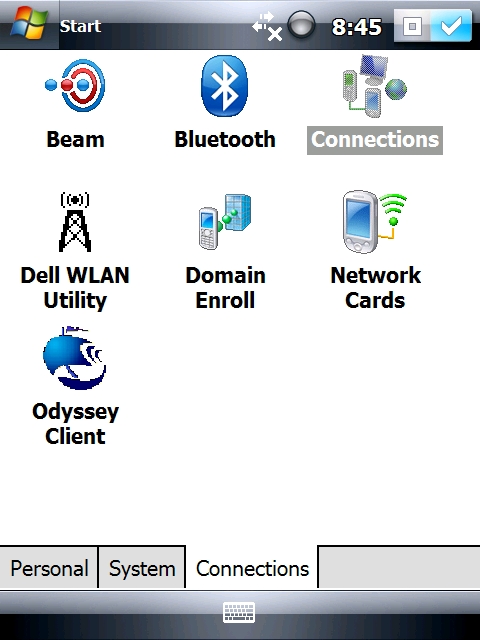 Start 8:45
Beam Bluetooth Connections
Dell WLAN Domain Network
Utility Enroll Cards
Odyssey
Client
Personal System Connections